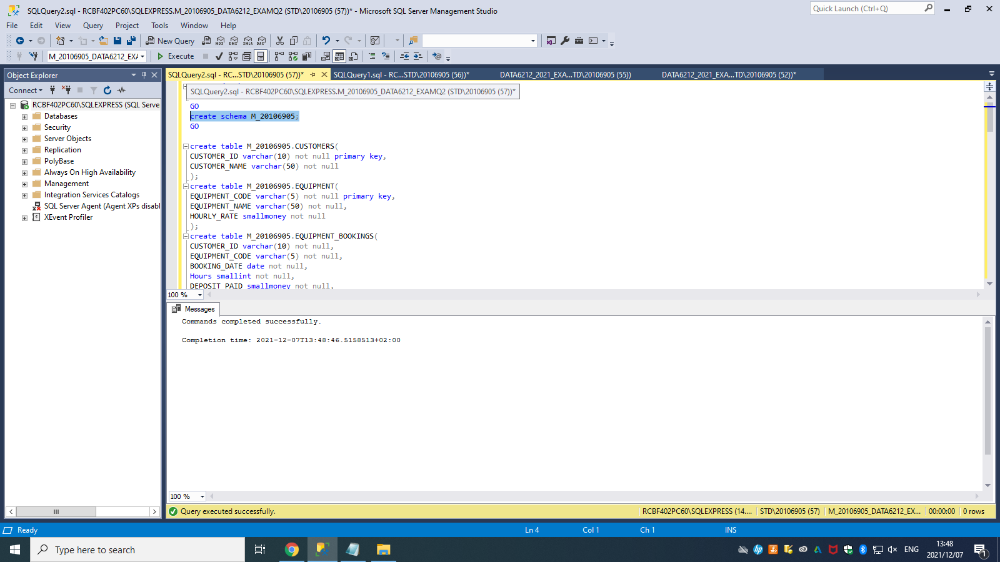 SQLQuery2.sql - RCBF402PC60\SQLEXPRESS.M_20106905_DATA6212_EXAMQ2 (STD\20106905 (57))* - Microsoft SQL Server Management Studio
Quick Launch (Ctrl+Q)
File Edit View Query Project Tools Window Help
New Query
MDX DMX XMLA DAX
M_20106905_DATA6212_EXA
Execute
Object Explorer
SQLQuery2.sql - RC...STD\20106905 (57))* SQLQuery1.sql - RC...STD\20106905 (56))* DATA6212_2021_EXA...TD\20106905 (55)) DATA6212_2021_EXA...TD\20106905 (52))*
Connect
SQLQuery2.sql - RCBF402PC60\SQLEXPRESS.M_20106905_DATA6212_EXAMQ2 (STD\20106905 (57))*
RCBF402PC60\SQLEXPRESS (SQL Serve
Databases
Security
Server Objects
Replication
PolyBase
Always On High Availability
Management
Integration Services Catalogs
SQL Server Agent (Agent XPs disabl
XEvent Profiler
GO
create schema M_20106905;
GO
create table M_20106905.CUSTOMERS(
CUSTOMER_ID varchar(10) not null primary key,
CUSTOMER_NAME varchar(50) not null
);
create table M_20106905.EQUIPMENT(
EQUIPMENT_CODE varchar(5) not null primary key,
EQUIPMENT_NAME varchar(50) not null,
HOURLY_RATE smallmoney not null
);
create table M_20106905.EQUIPMENT_BOOKINGS(
CUSTOMER_ID varchar(10) not null,
EQUIPMENT_CODE varchar(5) not null,
BOOKING_DATE date not null,
Hours smallint not null,
DEPOSIT_PAID smallmoney not null,
100 %
Messages
Commands completed successfully.
Completion time: 2021-12-07T13:48:46.5158513+02:00
100 %
Query executed successfully.
RCBF402PC60\SQLEXPRESS (14.... STD\20106905 (57) M_20106905_DATA6212_EX... 00:00:00 0 rows
Ready
Ln 4 Col 1 Ch 1 INS
Type here to search
ENG
13:48
2021/12/07
1